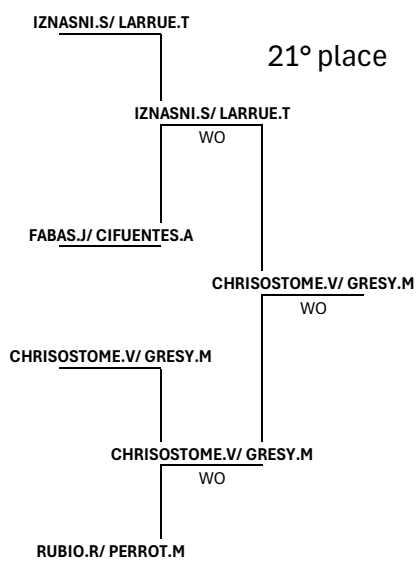 IZNASNI.S/ LARRUE.T
21° place
IZNASNI.S/ LARRUE.T
WO
FABAS.J/ CIFUENTES.A
CHRISOSTOME.V/ GRESY.M
WO
CHRISOSTOME.V/ GRESY.M
CHRISOSTOME.V/ GRESY.M
WO
RUBIO.R/ PERROT.M